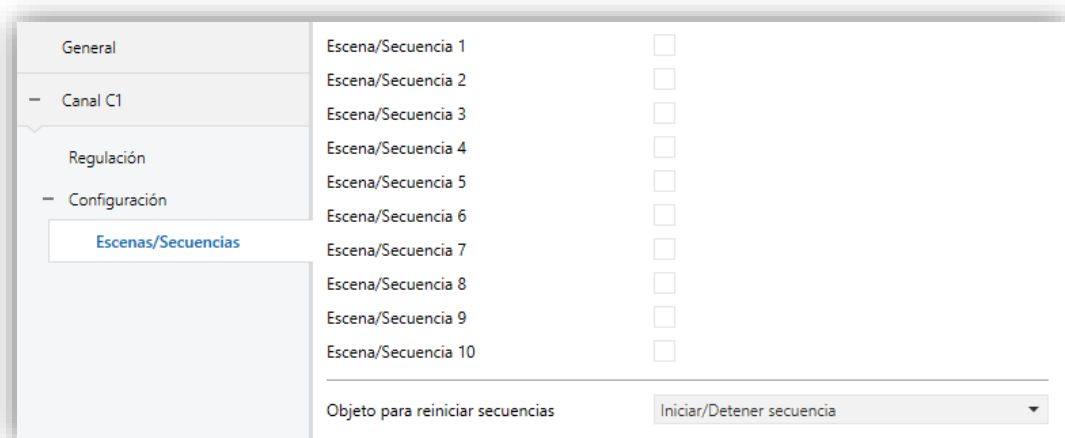 General
Canal C1
Regulación
Configuración
Escenas/Secuencias
Escena/Secuencia 1
Escena/Secuencia 2
Escena/Secuencia 3
Escena/Secuencia 4
Escena/Secuencia 5
Escena/Secuencia 6
Escena/Secuencia 7
Escena/Secuencia 8
Escena/Secuencia 9
Escena/Secuencia 10
Objeto para reiniciar secuencias
Iniciar/Detener secuencia